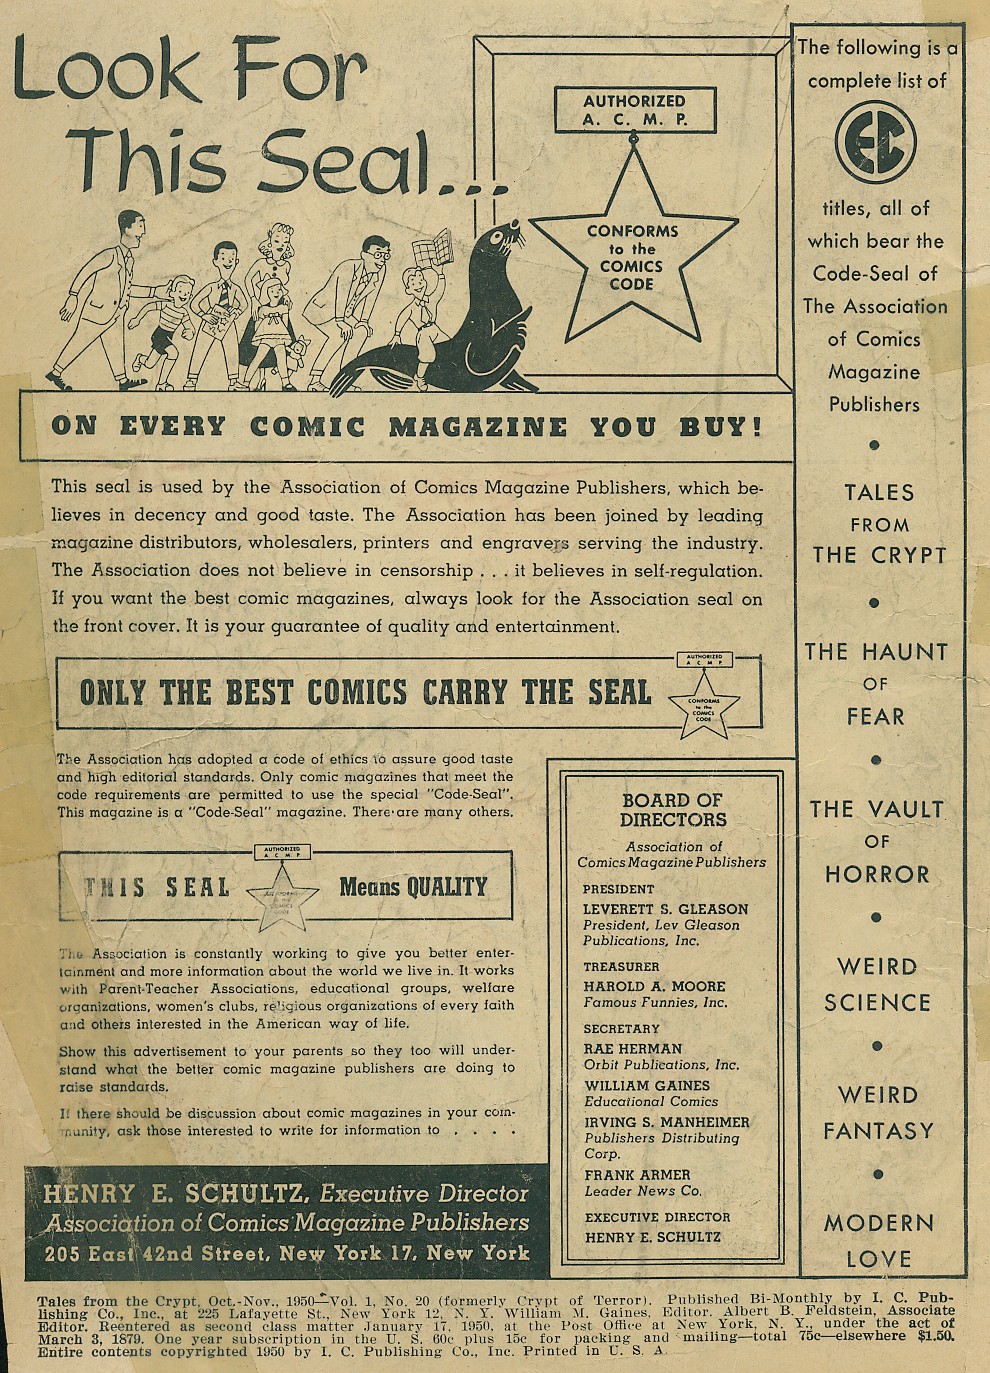 Look For
This Seal...
AUTHORIZED
A. C. M. P.
CONFORMS
to the
COMICS
CODE
ON EVERY COMIC MAGAZINE YOU BUY!
This seal is used by the Association of Comics Magazine Publishers, which be-
lieves in decency and good taste. The Association has been joined by leading
magazine distributors, wholesalers, printers and engravers serving the industry.
The Association does not believe in censorship . . . it believes in self-regulation.
If you want the best comic magazines, always look for the Association seal on
the front cover. It is your guarantee of quality and entertainment.
ONLY THE BEST COMICS CARRY THE SEAL
AUTHORIZED
A C M P
CONFORMS
to the
COMICS
CODE
The Association has adopted a code of ethics to assure good taste
and high editorial standards. Only comic magazines that meet the
code requirements are permitted to use the special "Code-Seal".
This magazine is a "Code-Seal" magazine. There are many others.
THIS SEAL
AUTHORIZED
A C M P
CONFORMS
to the
COMICS
CODE
Means QUALITY
The Association is constantly working to give you better enter-
tainment and more information about the world we live in. It works
with Parent-Teacher Associations, educational groups, welfare
organizations, women's clubs, religious organizations of every faith
and others interested in the American way of life.
Show this advertisement to your parents so they too will under-
stand what the better comic magazine publishers are doing to
raise standards.
If there should be discussion about comic magazines in your com-
munity, ask those interested to write for information to . . . .
HENRY E. SCHULTZ, Executive Director
Association of Comics Magazine Publishers
205 East 42nd Street, New York 17, New York
BOARD OF
DIRECTORS
Association of
Comics Magazine Publishers
PRESIDENT
LEVERETT S. GLEASON
President, Lev Gleason
Publications, Inc.
TREASURER
HAROLD A. MOORE
Famous Funnies, Inc.
SECRETARY
RAE HERMAN
Orbit Publications, Inc.
WILLIAM GAINES
Educational Comics
IRVING S. MANHEIMER
Publishers Distributing
Corp.
FRANK ARMER
Leader News Co.
EXECUTIVE DIRECTOR
HENRY E. SCHULTZ
The following is a
complete list of
EC
titles, all of
which bear the
Code-Seal of
The Association
of Comics
Magazine
Publishers
TALES
FROM
THE CRYPT
THE HAUNT
OF
FEAR
THE VAULT
OF
HORROR
WEIRD
SCIENCE
WEIRD
FANTASY
MODERN
LOVE
Tales from the Crypt, Oct.-Nov., 1950—Vol. 1, No. 20 (formerly Crypt of Terror). Published Bi-Monthly by I. C. Pub-
lishing Co., Inc., at 225 Lafayette St., New York 12, N. Y. William M. Gaines, Editor. Albert B. Feldstein, Associate
Editor. Reentered as second class matter January 17, 1950, at the Post Office at New York, N. Y., under the act of
March 3, 1879. One year subscription in the U. S. 60c plus 15c for packing and mailing—total 75c—elsewhere $1.50.
Entire contents copyrighted 1950 by I. C. Publishing Co., Inc. Printed in U. S. A.